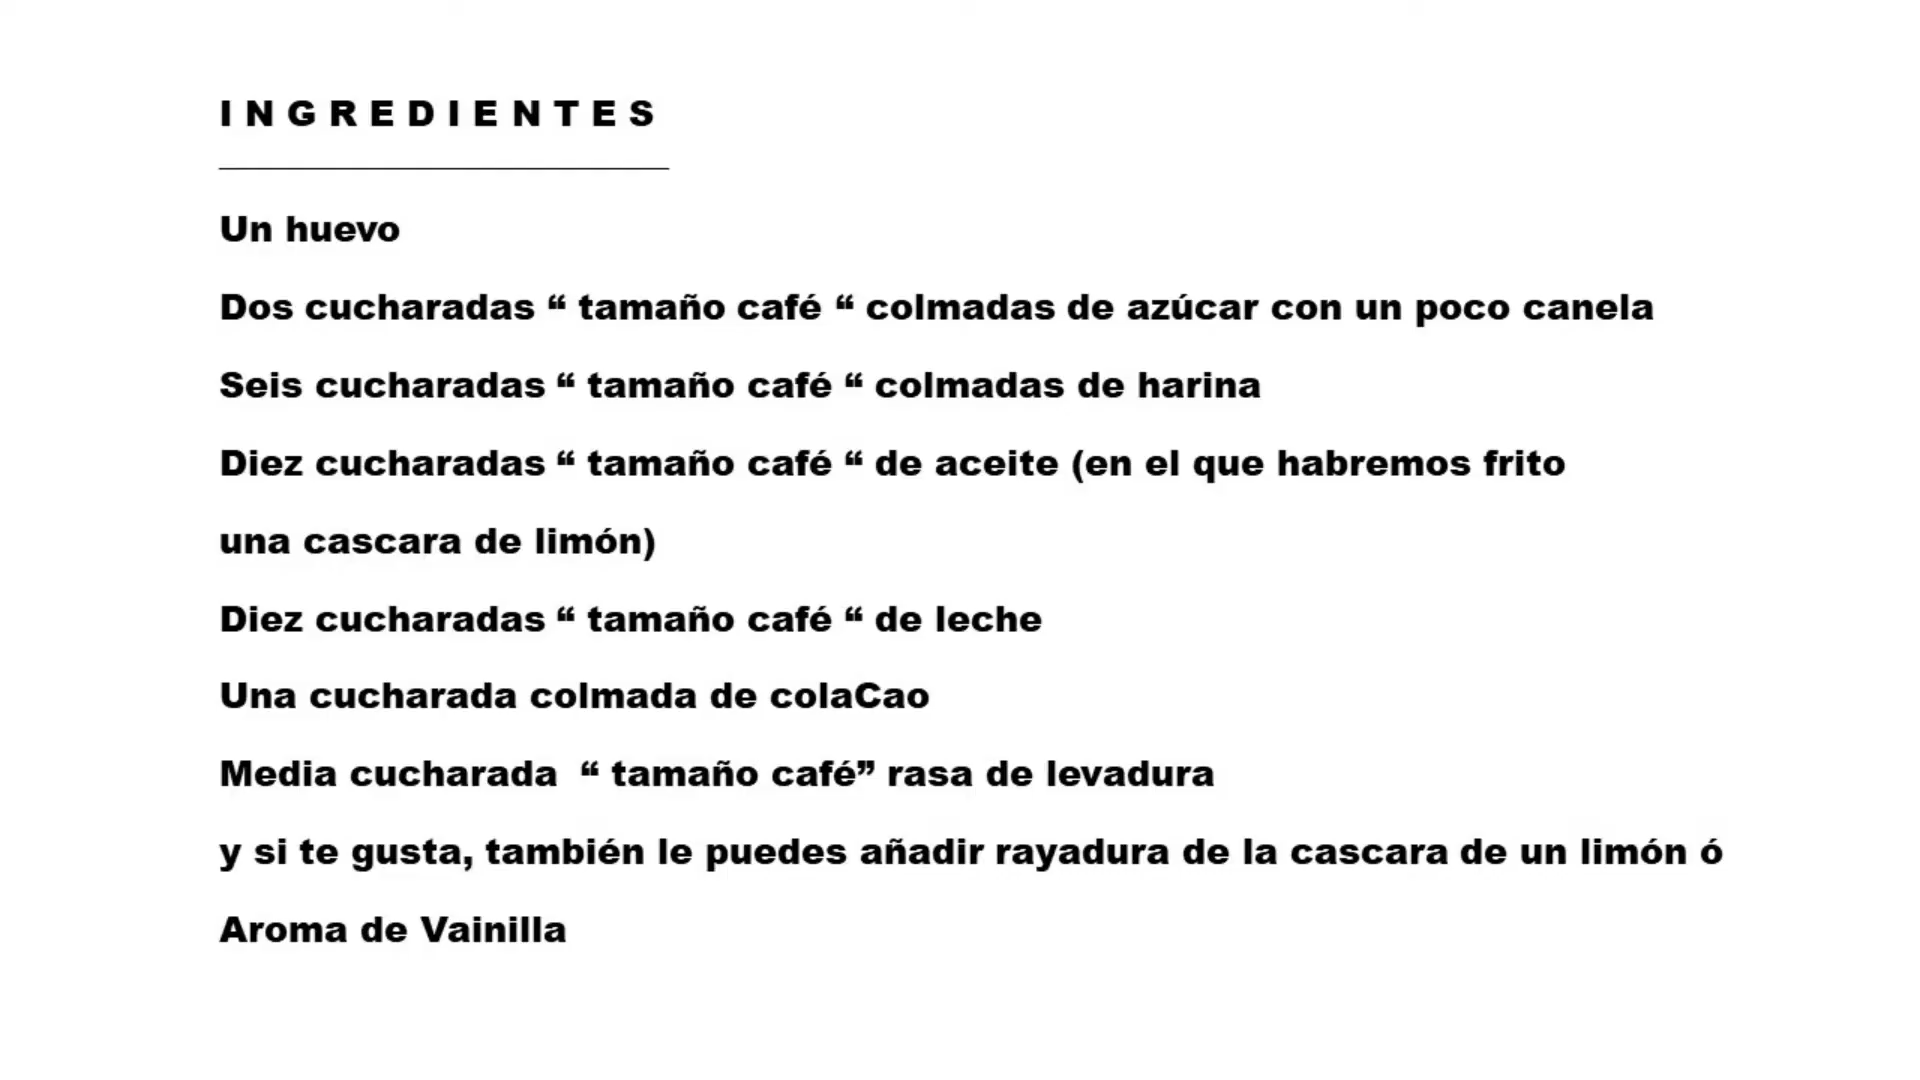 INGREDIENTES
Un huevo
Dos cucharadas “ tamaño café “ colmadas de azúcar con un poco canela
Seis cucharadas “ tamaño café “ colmadas de harina
Diez cucharadas “ tamaño café “ de aceite (en el que habremos frito
una cascara de limón)
Diez cucharadas “ tamaño café “ de leche
Una cucharada colmada de colaCao
Media cucharada  “ tamaño café” rasa de levadura
y si te gusta, también le puedes añadir rayadura de la cascara de un limón ó
Aroma de Vainilla